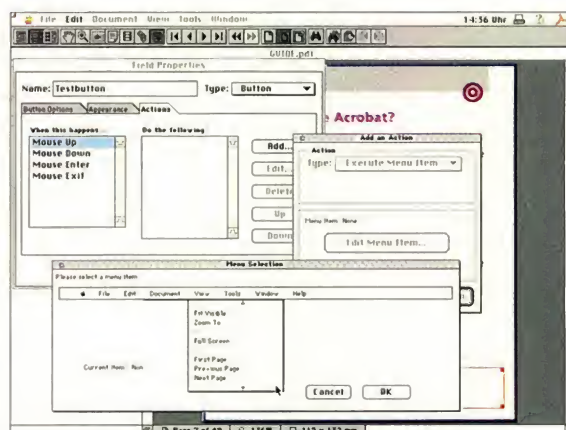 File Edit Document View Tools Window
14:56 Uhr
GUIDE.pdf
Field Properties
Name: Testbutton
Type: Button
Button Options
Appearance
Actions
When this happens...
Do the following
Mouse Up
Mouse Down
Mouse Enter
Mouse Exit
Add...
Edit...
Delete
Up
Down
Acrobat?
Add an Action
Action
Type: Execute Menu Item
Menu Item: None
Edit Menu Item...
Menu Selection
Please select a menu item
File Edit Document View Tools Window Help
Fit Visible
Zoom To
Full Screen
First Page
Previous Page
Next Page
Current Item: Non
Cancel
OK